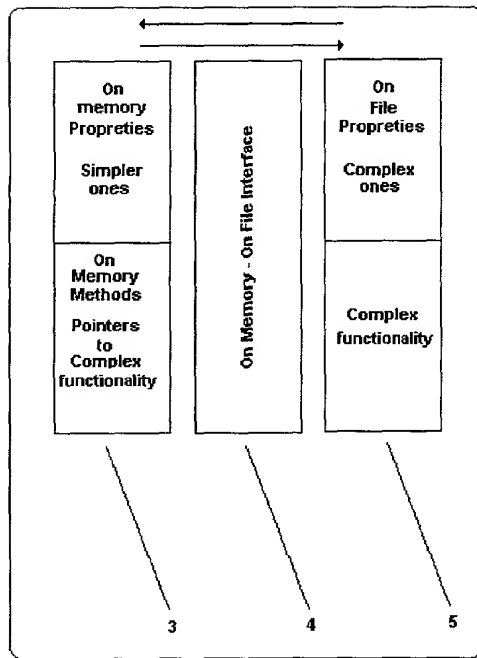 On
memory
Propreties
Simpler
ones
On
Memory
Methods
Pointers
to
Complex
functionality
On Memory - On File Interface
On
File
Propreties
Complex
ones
Complex
functionality
3
4
5